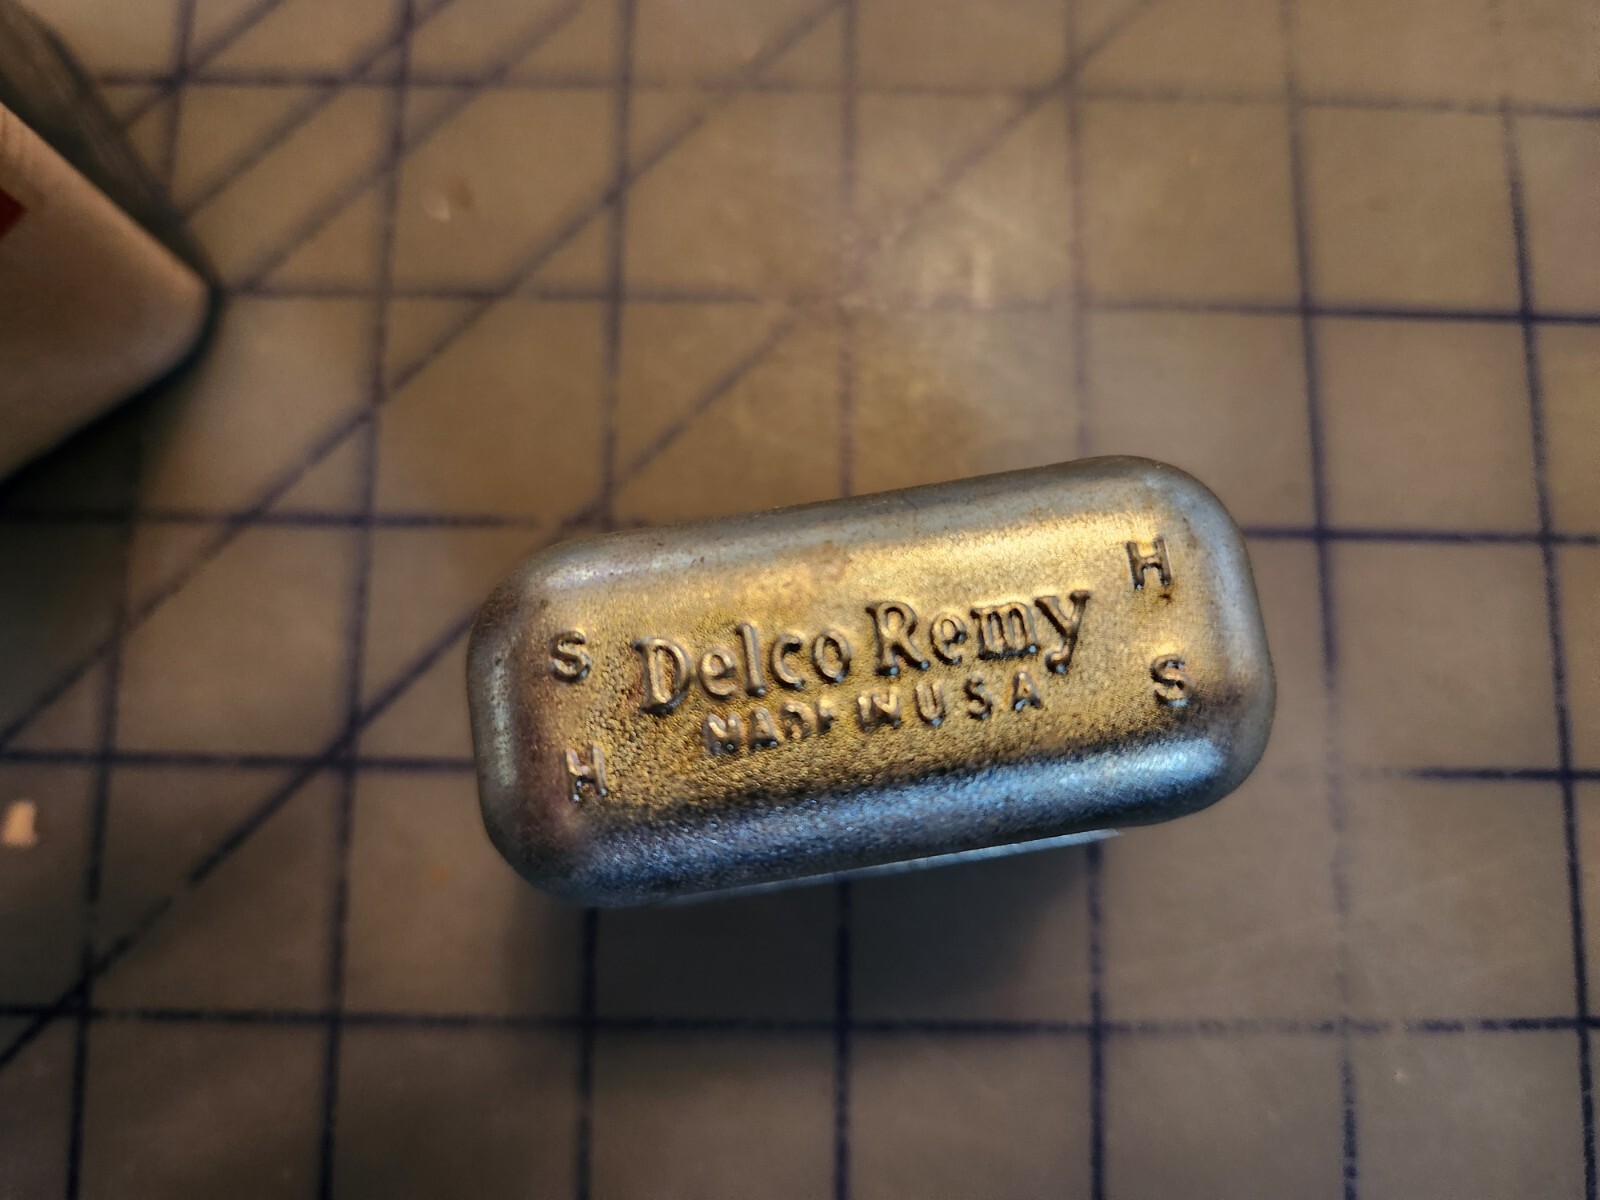 H
S Delco Remy S
H MADE IN U S A